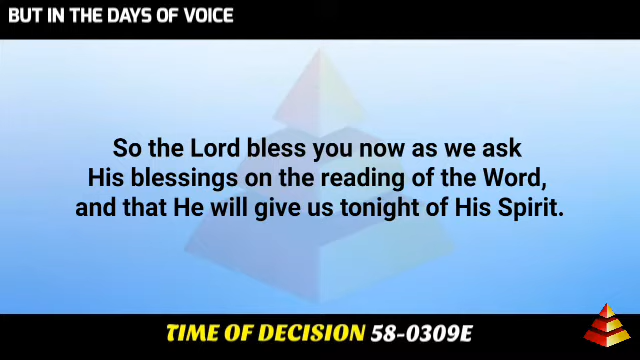 BUT IN THE DAYS OF VOICE
So the Lord bless you now as we ask
His blessings on the reading of the Word,
and that He will give us tonight of His Spirit.
TIME OF DECISION 58-0309E